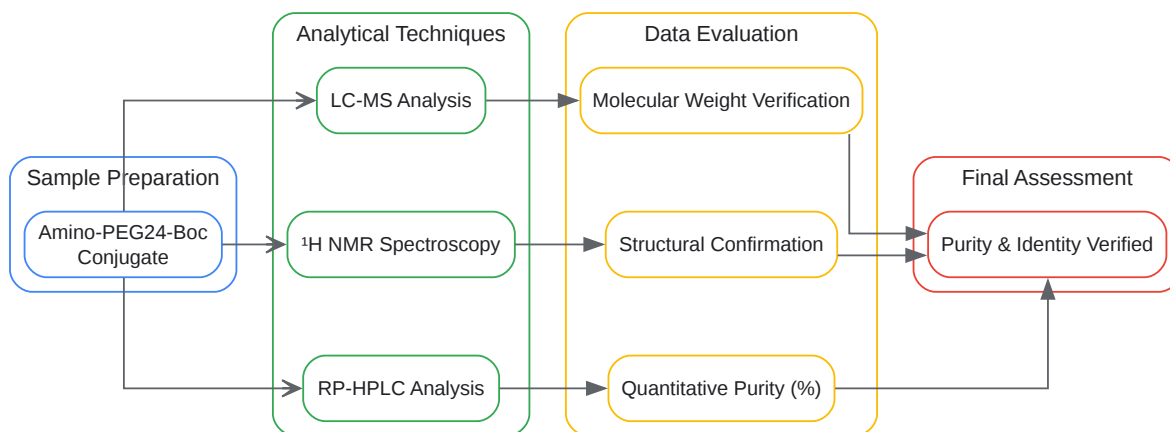 Analytical Techniques
Data Evaluation
LC-MS Analysis
Molecular Weight Verification
Sample Preparation
Final Assessment
Amino-PEG24-Boc
Conjugate
¹H NMR Spectroscopy
Structural Confirmation
Purity & Identity Verified
RP-HPLC Analysis
Quantitative Purity (%)